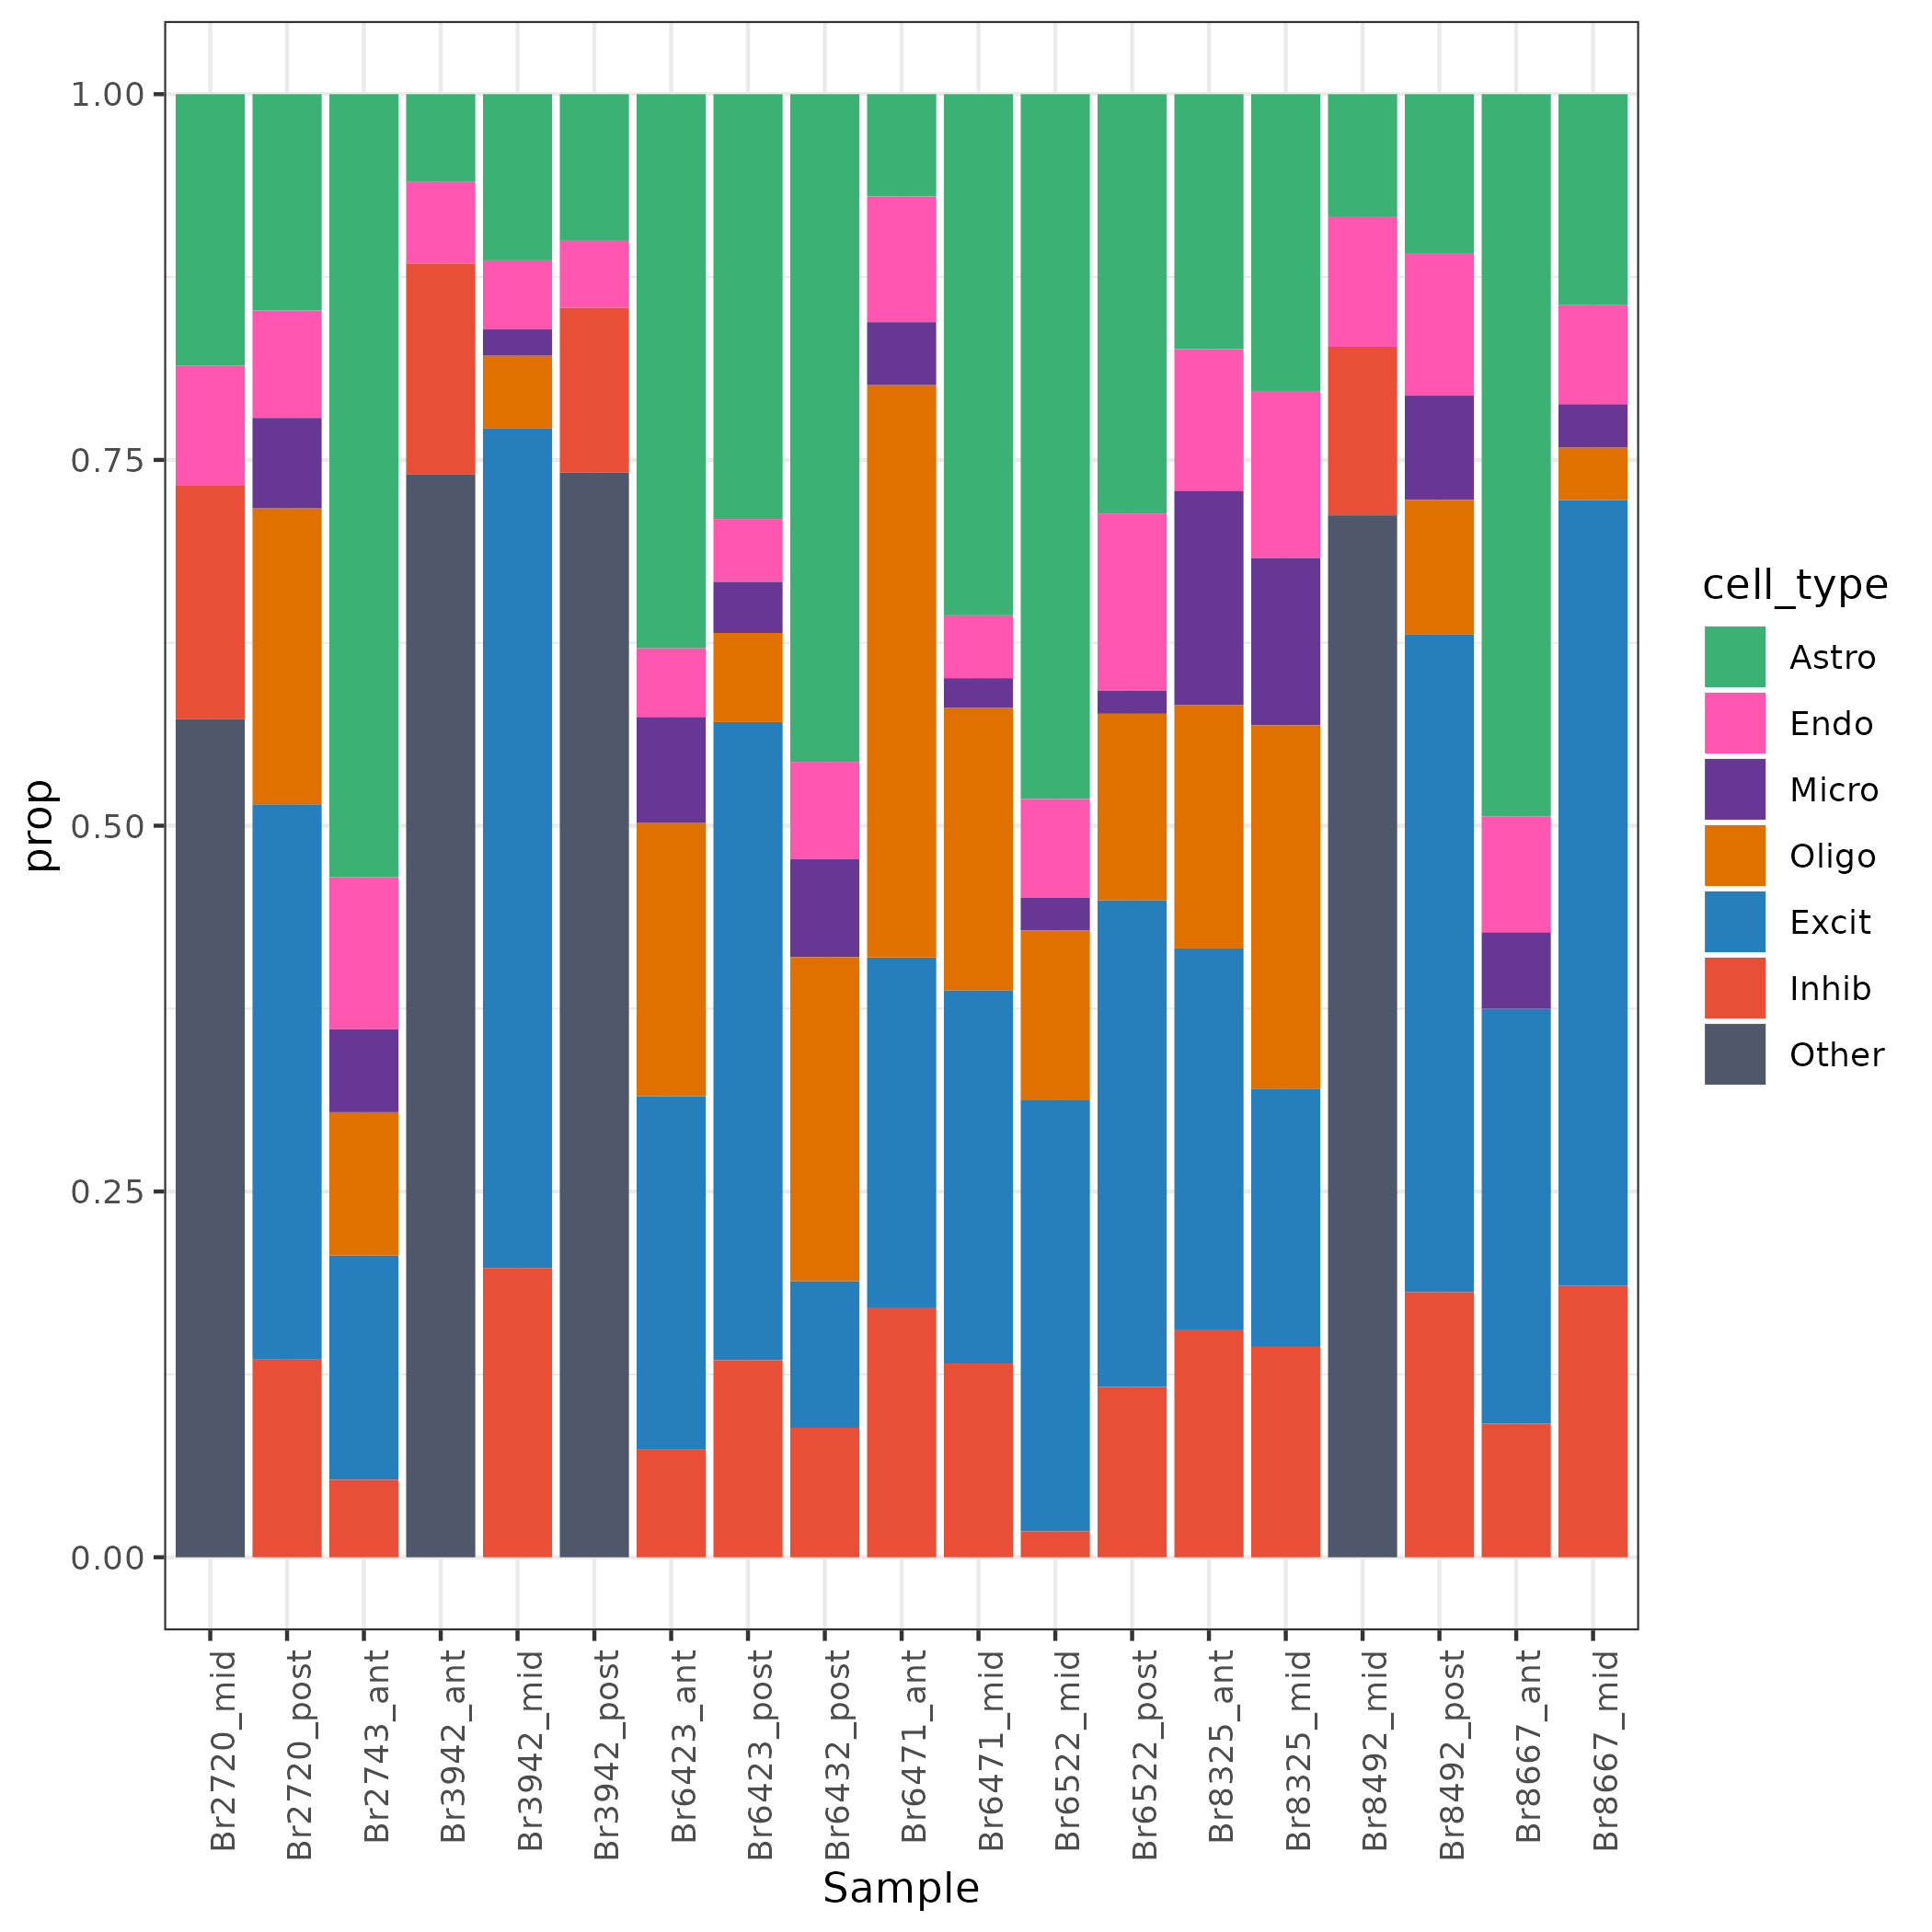 1.00
0.75
0.50
0.25
0.00
prop
Br2720_mid
Br2720_post
Br2743_ant
Br3942_ant
Br3942_mid
Br3942_post
Br6423_ant
Br6423_post
Br6432_post
Br6471_ant
Br6471_mid
Br6522_mid
Br6522_post
Br8325_ant
Br8325_mid
Br8492_mid
Br8492_post
Br8667_ant
Br8667_mid
Sample
cell_type
Astro
Endo
Micro
Oligo
Excit
Inhib
Other